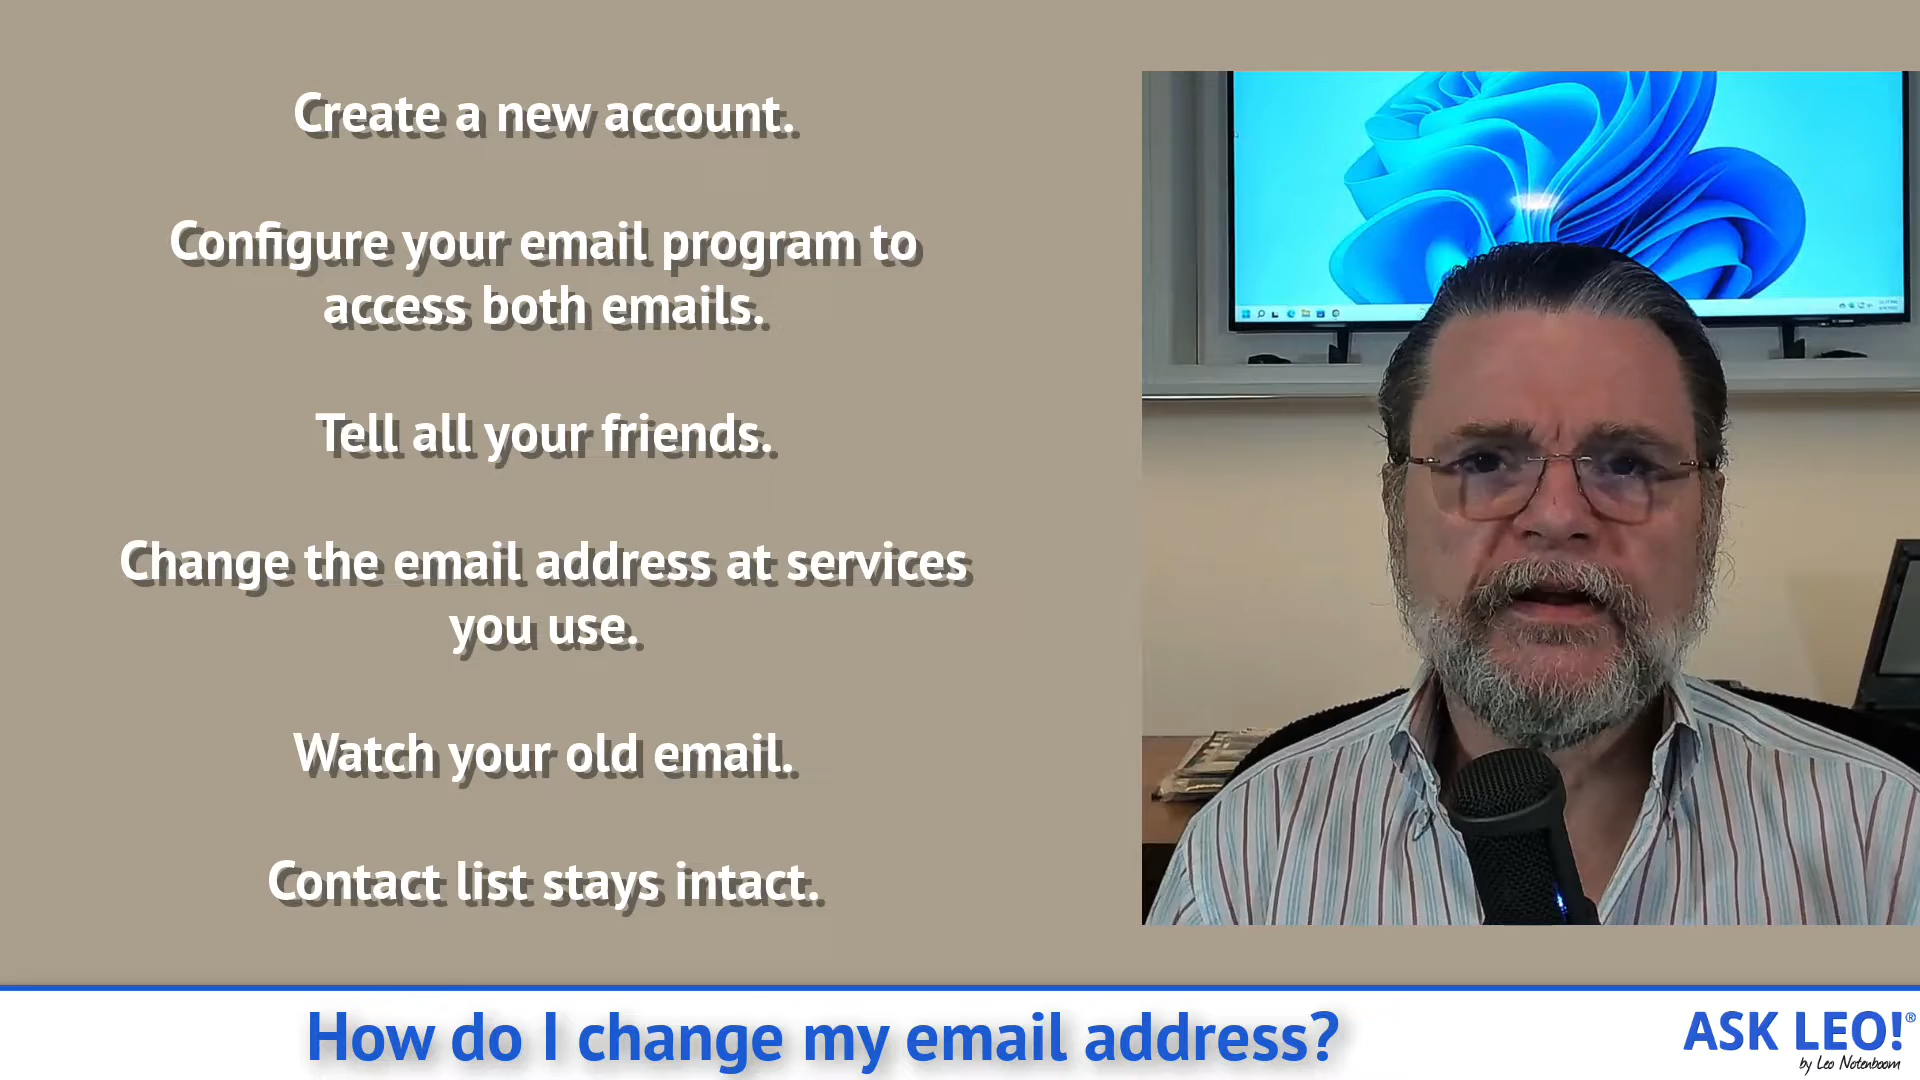 Create a new account.
Configure your email program to
access both emails.
Tell all your friends.
Change the email address at services
you use.
Watch your old email.
Contact list stays intact.
How do I change my email address?
ASK LEO!®
by Leo Notenboom